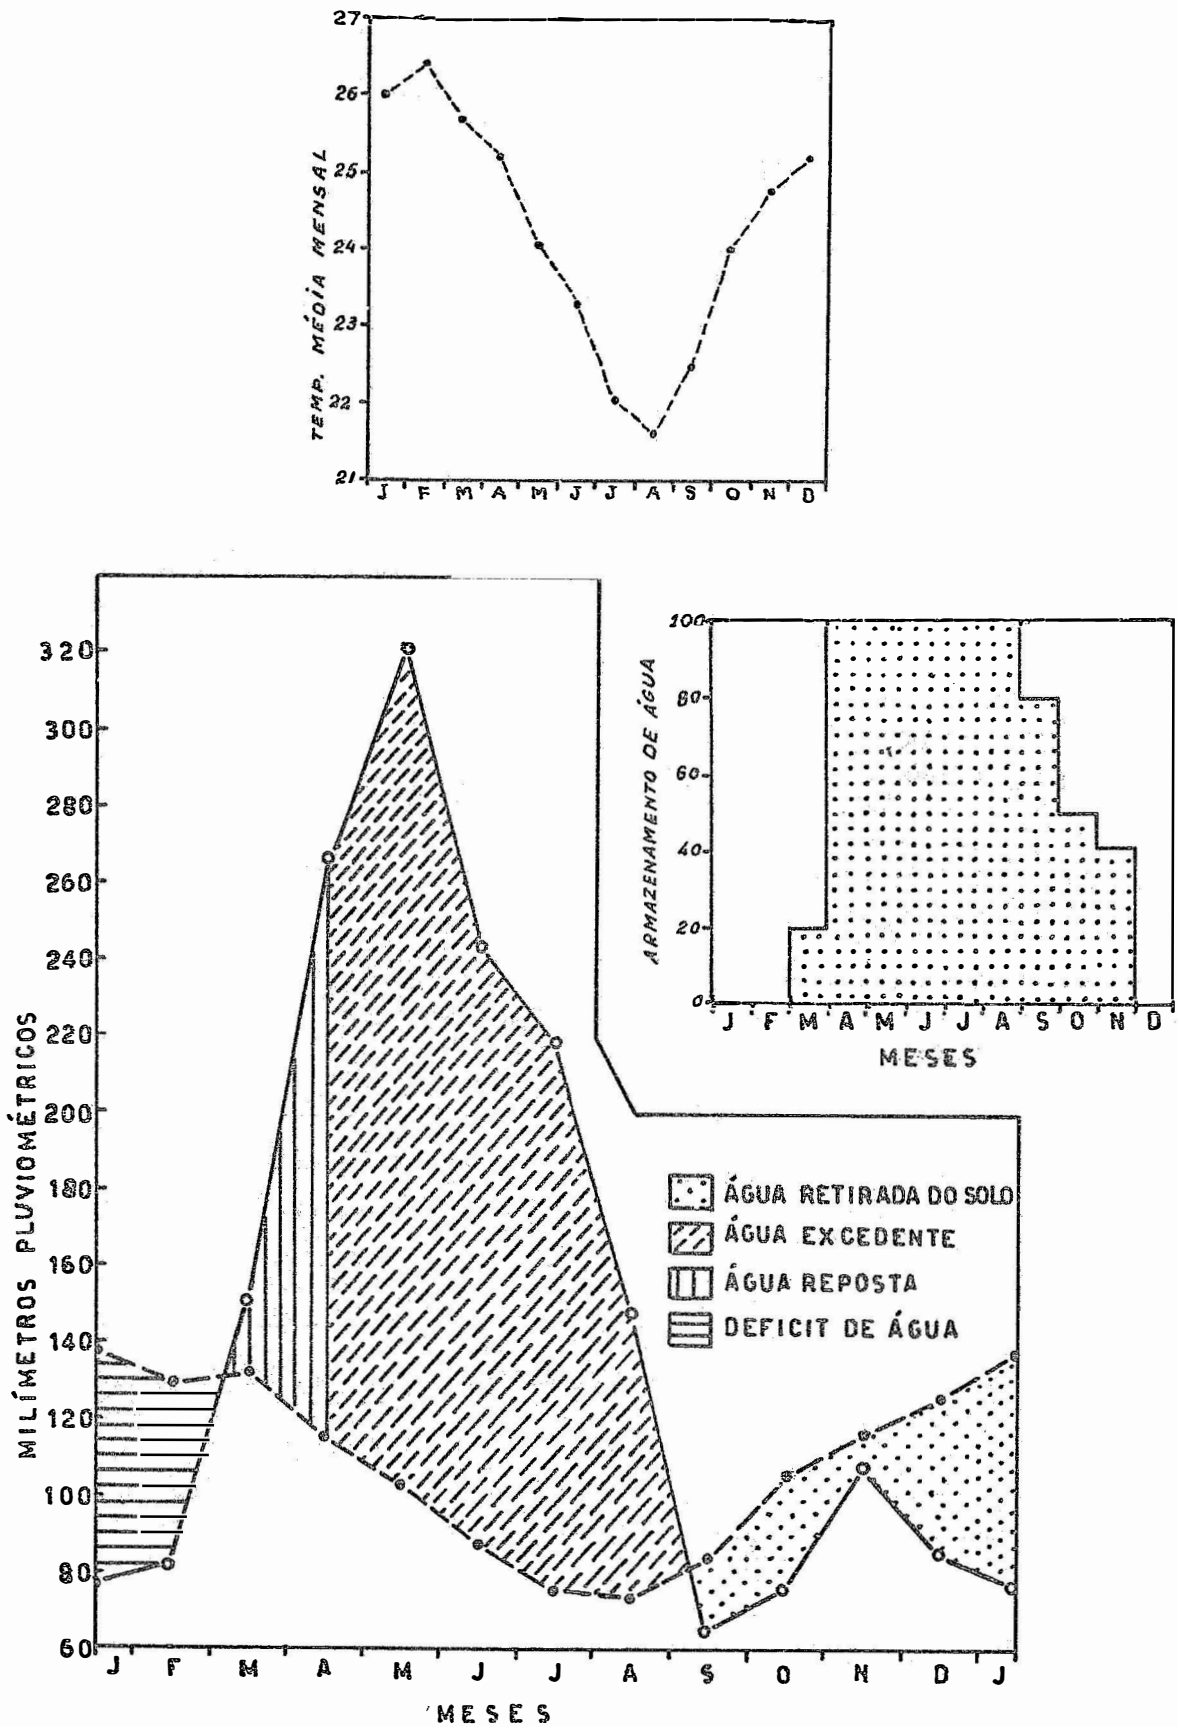 27
26
25
24
23
22
21
TEMP. MÉDIA MENSAL
J F M A M J J A S O N D
320
300
280
260
240
220
200
180
160
140
120
100
80
60
MILÍMETROS PLUVIOMÉTRICOS
J F M A M J J A S O N D J
MESES
100
80
60
40
20
0
ARMAZENAMENTO DE ÁGUA
J F M A M J J A S O N D
MESES
ÁGUA RETIRADA DO SOLO
ÁGUA EXCEDENTE
ÁGUA REPOSTA
DEFICIT DE ÁGUA